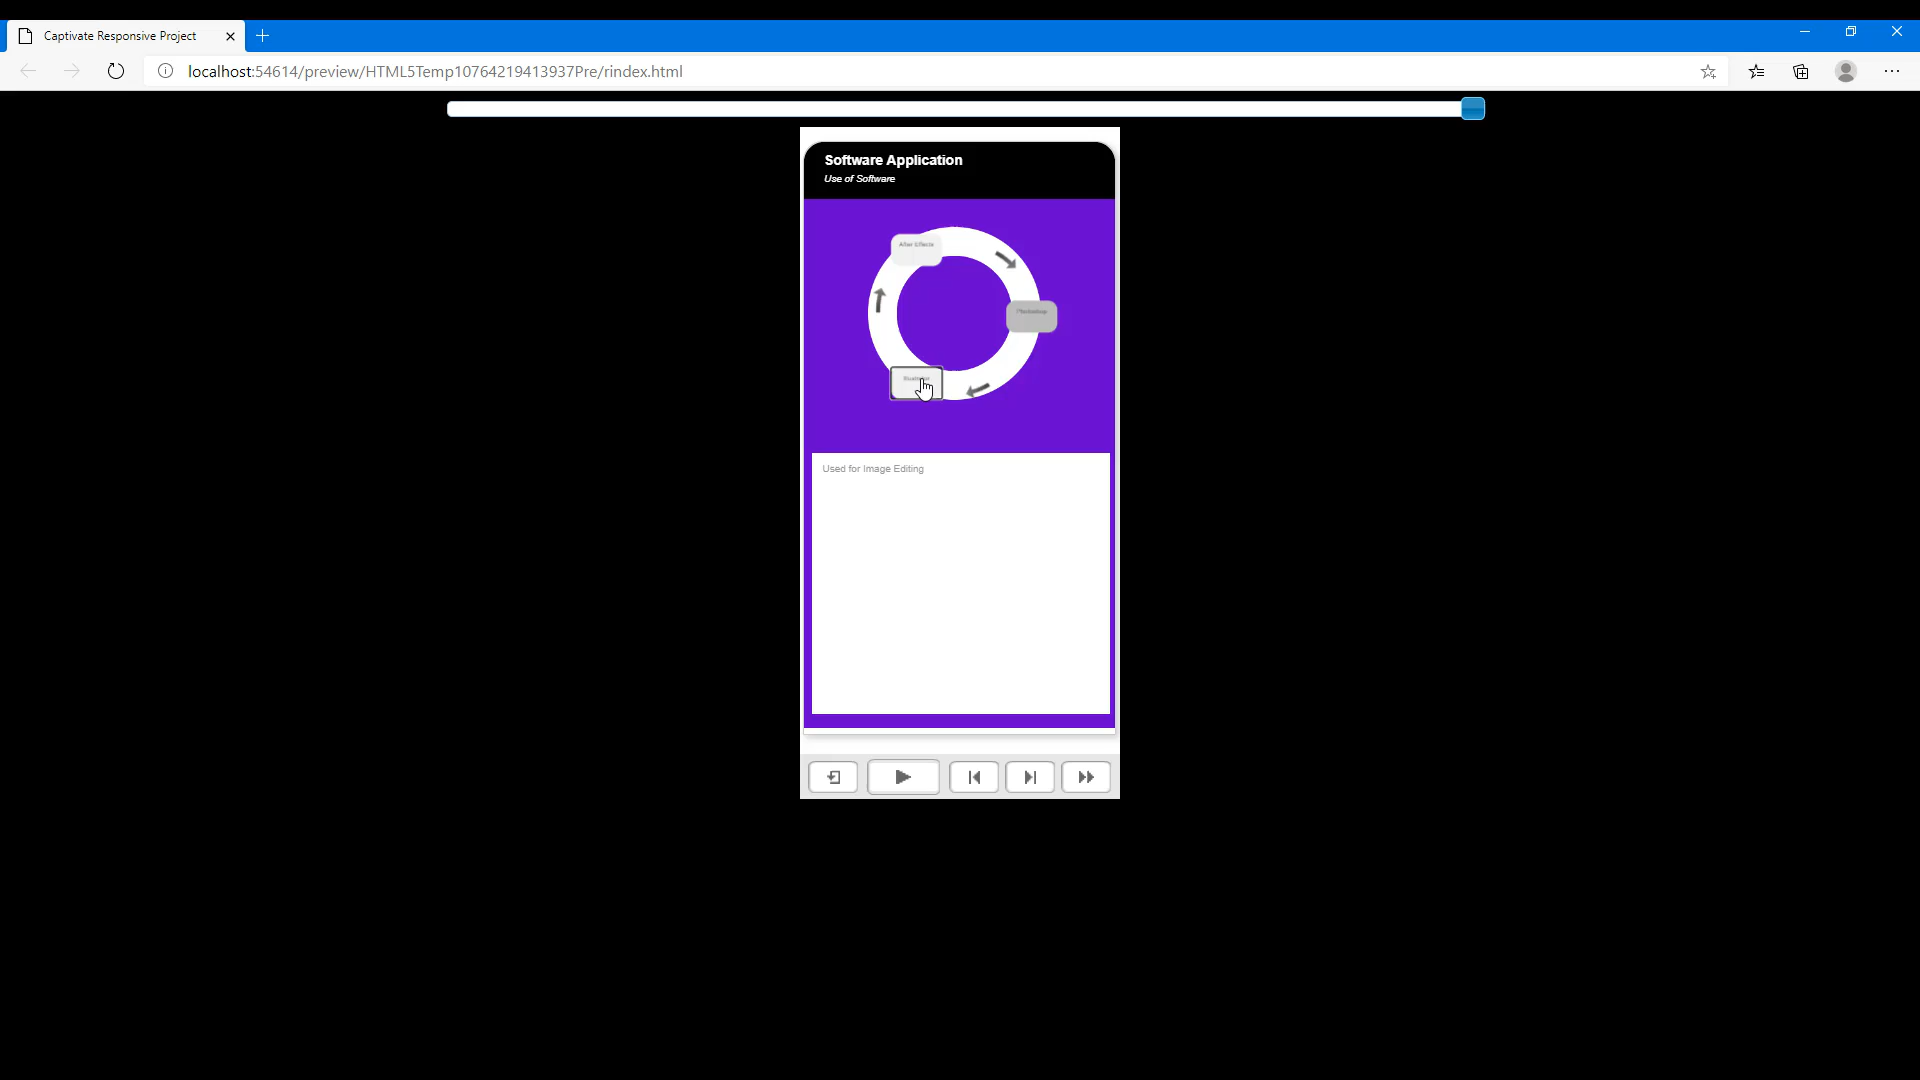 Captivate Responsive Project
localhost:54614/preview/HTML5Temp10764219413937Pre/rindex.html
Software Application
Use of Software
After Effects
Photoshop
Used for Image Editing